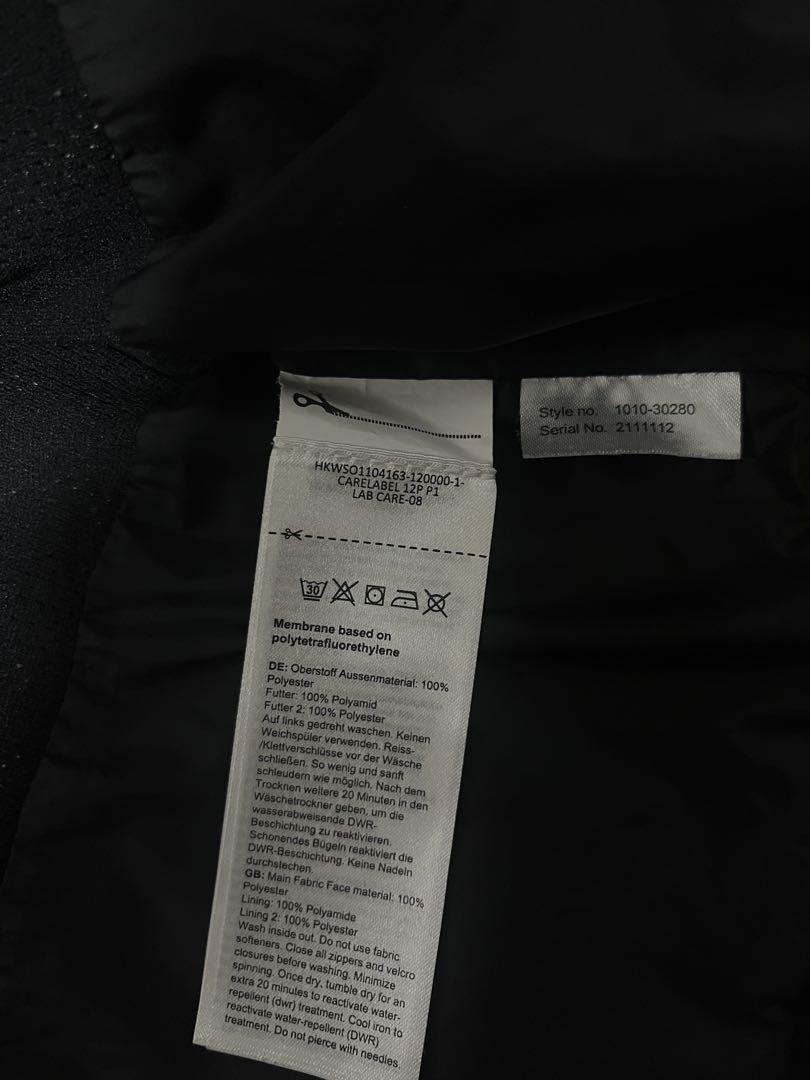 Style no. 1010-30280
Serial No. 2111112
HKWSO1104163-120000-1-
CARELABEL 12P P1
LAB CARE-08
30
Membrane based on
polytetrafluorethylene
DE: Oberstoff Aussenmaterial: 100%
Polyester
Futter: 100% Polyamid
Futter 2: 100% Polyester
Auf links gedreht waschen. Keinen
Weichspüler verwenden. Reiss-
/Klettverschlüsse vor der Wäsche
schließen. So wenig und sanft
schleudern wie möglich. Nach dem
Trocknen weitere 20 Minuten in den
Wäschetrockner geben, um die
wasserabweisende DWR-
Beschichtung zu reaktivieren.
Schonendes Bügeln reaktiviert die
DWR-Beschichtung. Keine Nadeln
durchstechen.
GB: Main Fabric Face material: 100%
Polyester
Lining: 100% Polyamide
Lining 2: 100% Polyester
Wash inside out. Do not use fabric
softeners. Close all zippers and velcro
closures before washing. Minimize
spinning. Once dry, tumble dry for an
extra 20 minutes to reactivate water-
repellent (dwr) treatment. Cool iron to
reactivate water-repellent (DWR)
treatment. Do not pierce with needles.